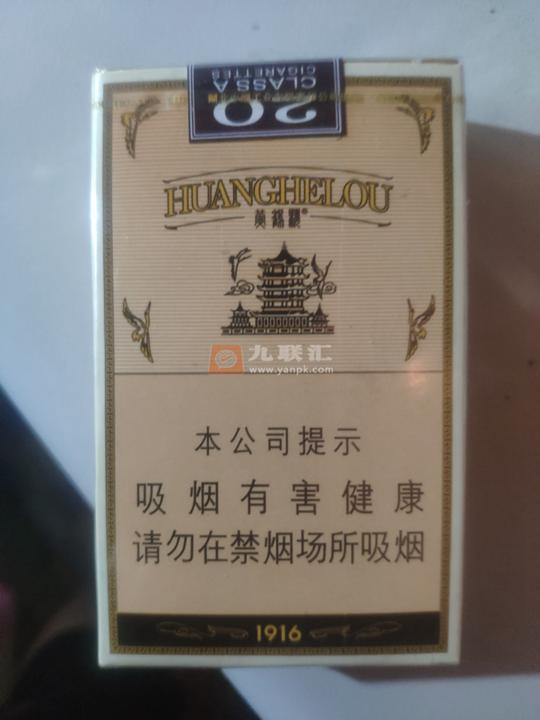 20
CLASS A
CIGARETTES
HUANGHELOU
黄鹤楼®
九联汇
www.yanpk.com
本公司提示
吸烟有害健康
请勿在禁烟场所吸烟
1916